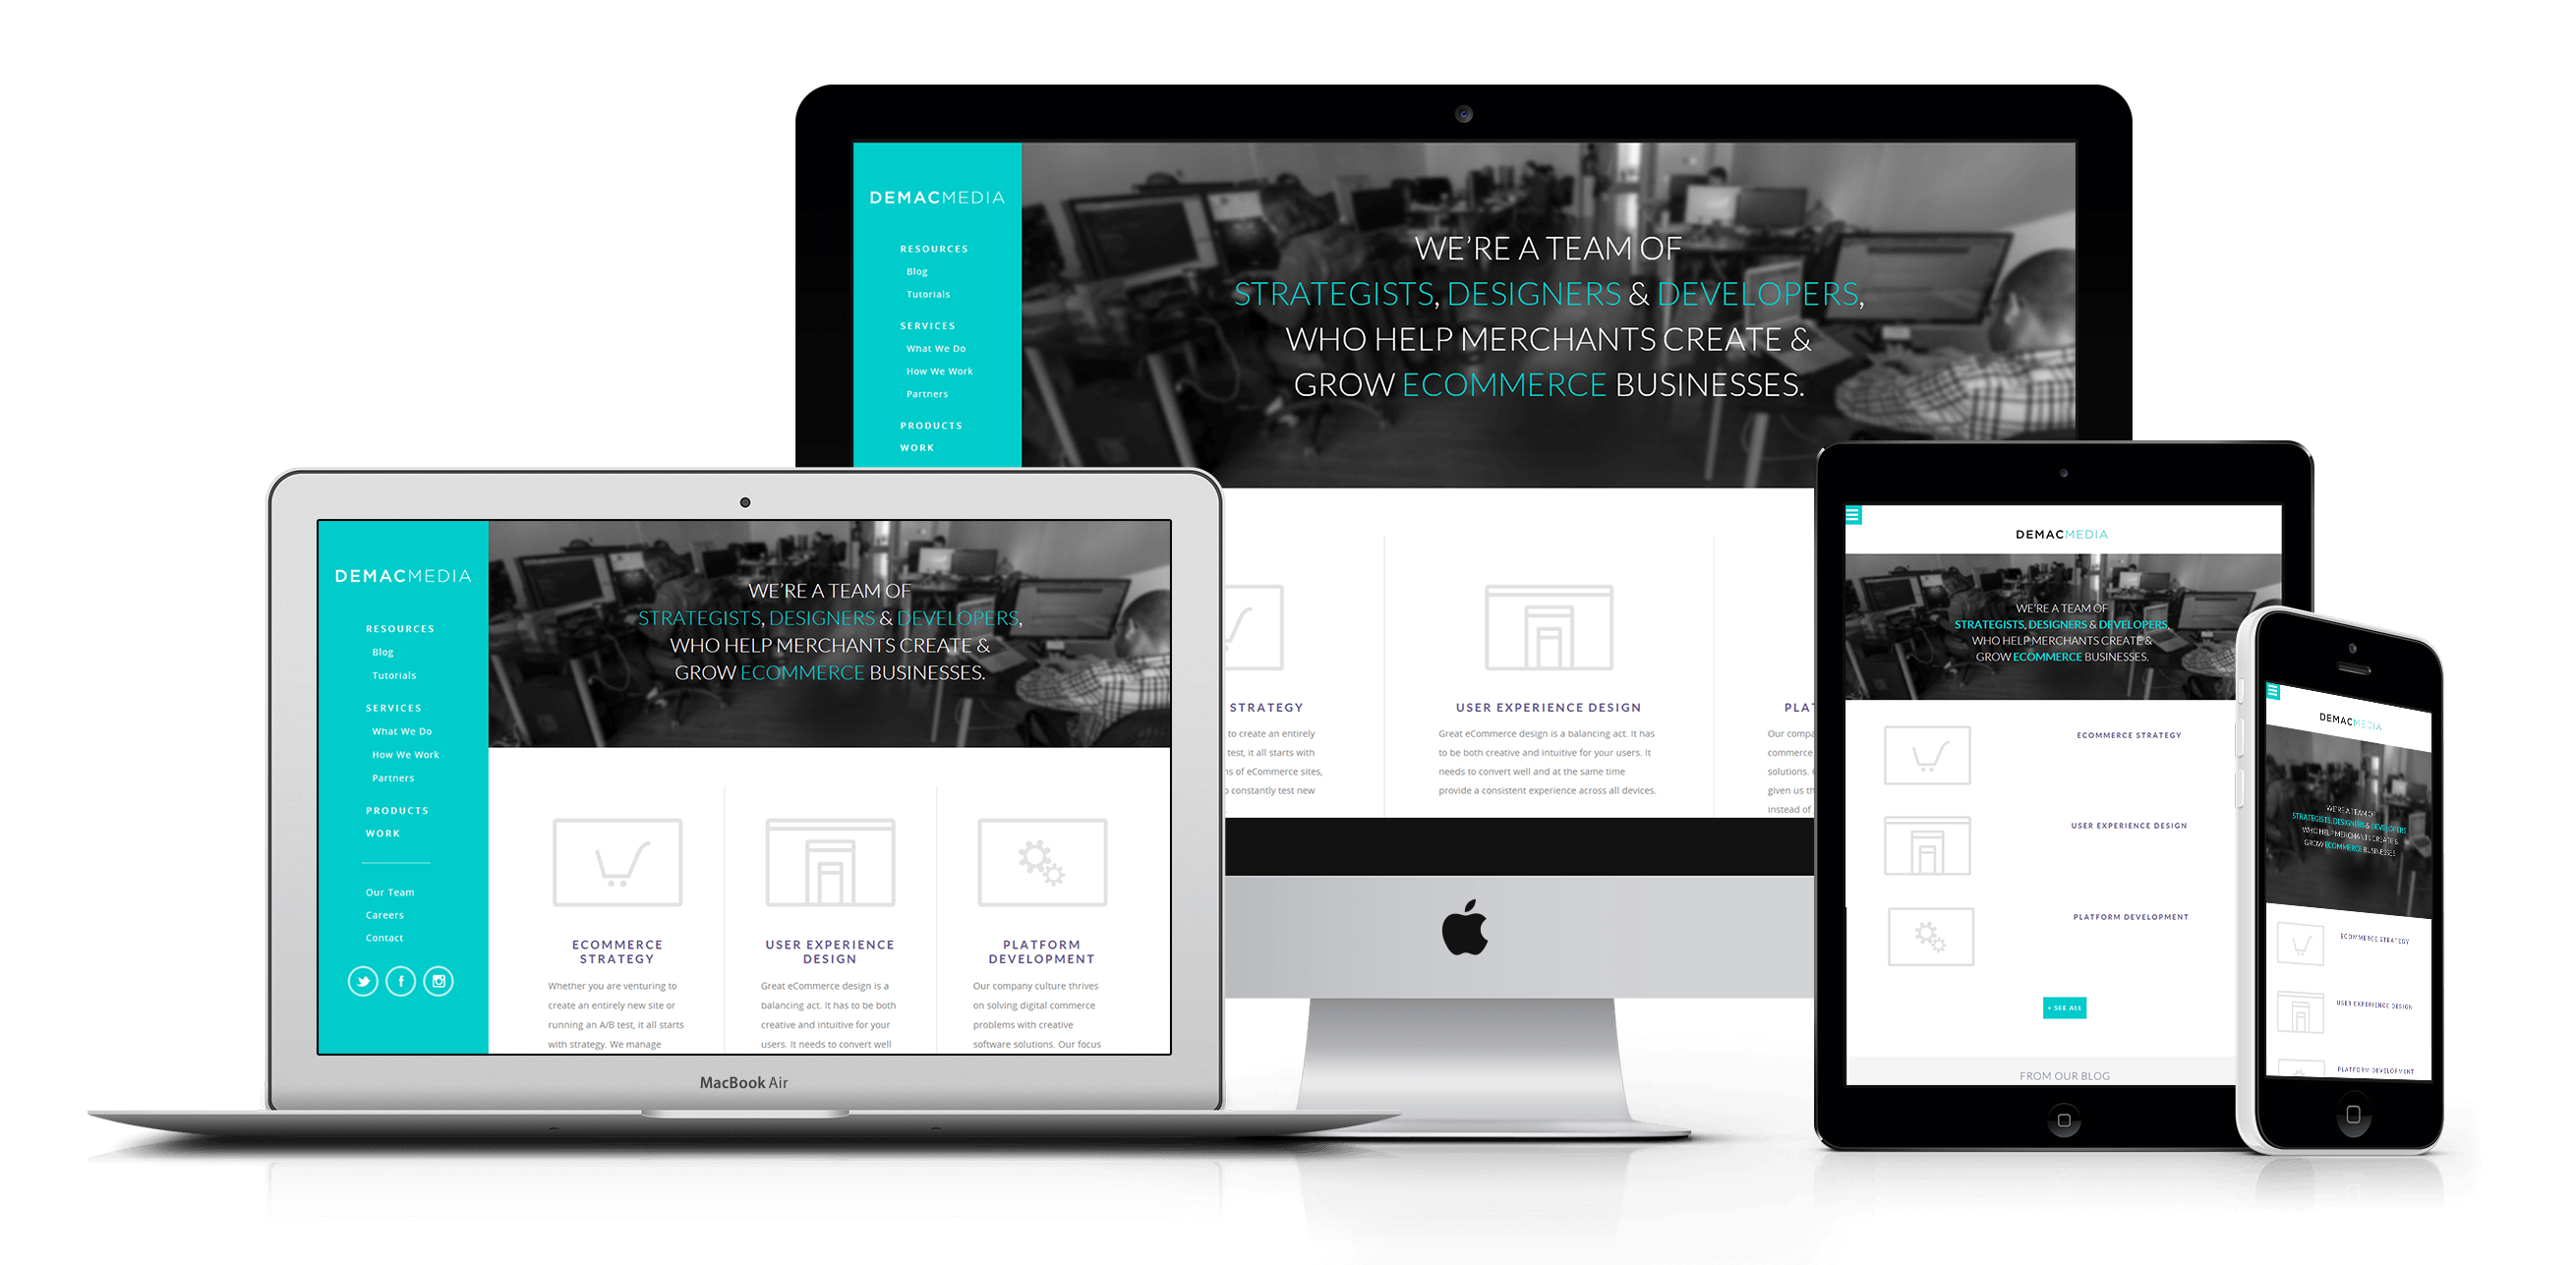 DEMACMEDIA
RESOURCES
Blog
Tutorials
SERVICES
What We Do
How We Work
Partners
PRODUCTS
WORK
WE'RE A TEAM OF
STRATEGISTS, DESIGNERS & DEVELOPERS,
WHO HELP MERCHANTS CREATE &
GROW ECOMMERCE BUSINESSES.
STRATEGY
to create an entirely
test, it all starts with
of eCommerce sites,
constantly test new
USER EXPERIENCE DESIGN
Great eCommerce design is a balancing act. It has
to be both creative and intuitive for your users. It
needs to convert well and at the same time
provide a consistent experience across all devices.
PLA
Our compa
commerce
solutions.
given us th
instead of
DEMACMEDIA
RESOURCES
Blog
Tutorials
SERVICES
What We Do
How We Work
Partners
PRODUCTS
WORK
Our Team
Careers
Contact
WE'RE A TEAM OF
STRATEGISTS, DESIGNERS & DEVELOPERS,
WHO HELP MERCHANTS CREATE &
GROW ECOMMERCE BUSINESSES.
ECOMMERCE
STRATEGY
Whether you are venturing to
create an entirely new site or
running an A/B test, it all starts
with strategy. We manage
USER EXPERIENCE
DESIGN
Great eCommerce design is a
balancing act. It has to be both
creative and intuitive for your
users. It needs to convert well
PLATFORM
DEVELOPMENT
Our company culture thrives
on solving digital commerce
problems with creative
software solutions. Our focus
MacBook Air
DEMACMEDIA
WE'RE A TEAM OF
STRATEGISTS, DESIGNERS & DEVELOPERS,
WHO HELP MERCHANTS CREATE &
GROW ECOMMERCE BUSINESSES.
ECOMMERCE STRATEGY
USER EXPERIENCE DESIGN
PLATFORM DEVELOPMENT
+ SEE ALL
FROM OUR BLOG
DEMACMEDIA
WE'RE A TEAM OF
STRATEGISTS, DESIGNERS & DEVELOPERS
WHO HELP MERCHANTS CREATE &
GROW ECOMMERCE BUSINESSES
ECOMMERCE STRATEGY
USER EXPERIENCE DESIGN
PLATFORM DEVELOPMENT